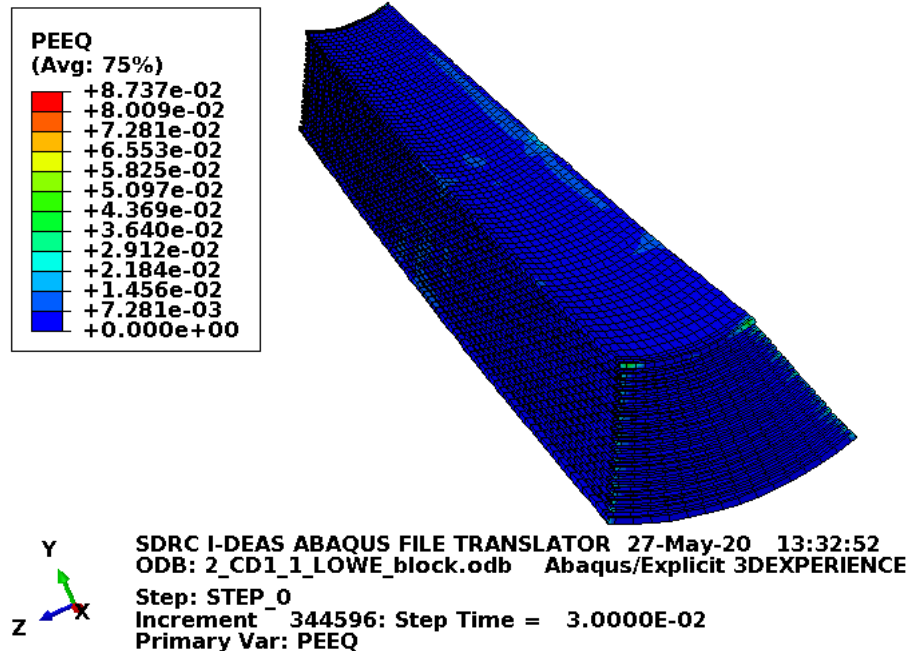 PEEQ
(Avg: 75%)
+8.737e-02
+8.009e-02
+7.281e-02
+6.553e-02
+5.825e-02
+5.097e-02
+4.369e-02
+3.640e-02
+2.912e-02
+2.184e-02
+1.456e-02
+7.281e-03
+0.000e+00
Y
Z
X
SDRC I-DEAS ABAQUS FILE TRANSLATOR 27-May-20 13:32:52
ODB: 2_CD1_1_LOWE_block.odb Abaqus/Explicit 3DEXPERIENCE
Step: STEP_0
Increment 344596: Step Time = 3.0000E-02
Primary Var: PEEQ